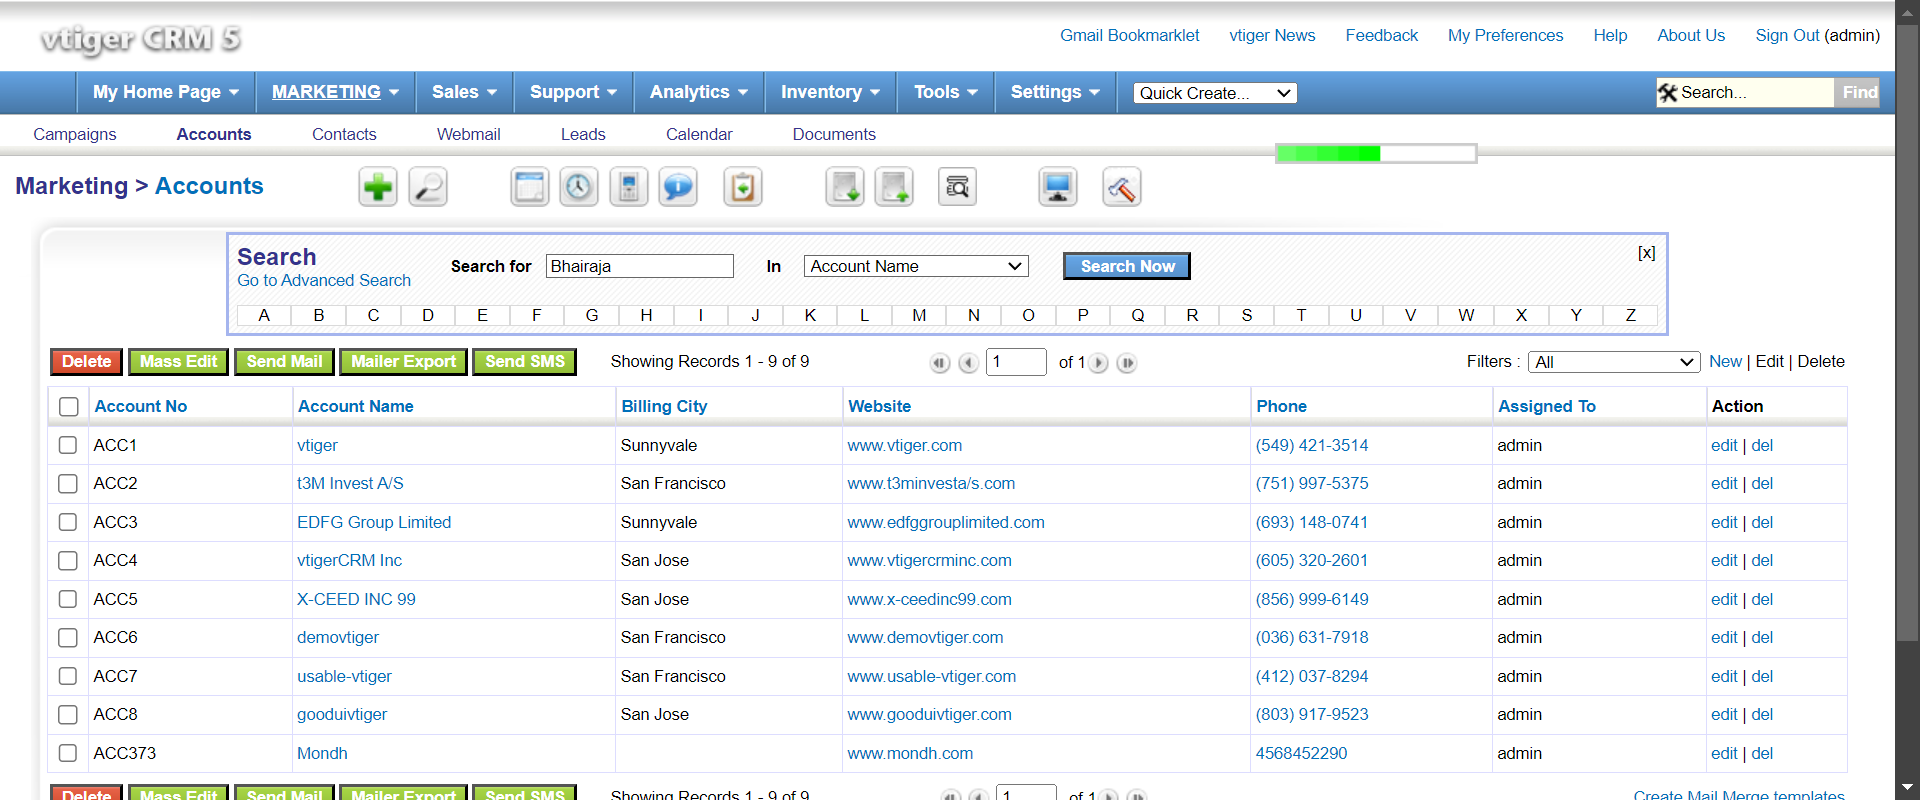 vtiger CRM 5
Gmail Bookmarklet vtiger News Feedback My Preferences Help About Us Sign Out (admin)
My Home Page MARKETING Sales Support Analytics Inventory Tools Settings Quick Create... Search... Find
Campaigns Accounts Contacts Webmail Leads Calendar Documents
Marketing > Accounts
Search
Go to Advanced Search
Search for Bhairaja In Account Name Search Now [x]
A B C D E F G H I J K L M N O P Q R S T U V W X Y Z
Delete Mass Edit Send Mail Mailer Export Send SMS Showing Records 1 - 9 of 9 1 of 1 Filters : All New | Edit | Delete
Account No Account Name Billing City Website Phone Assigned To Action
ACC1 vtiger Sunnyvale www.vtiger.com (549) 421-3514 admin edit | del
ACC2 t3M Invest A/S San Francisco www.t3minvesta/s.com (751) 997-5375 admin edit | del
ACC3 EDFG Group Limited Sunnyvale www.edfggrouplimited.com (693) 148-0741 admin edit | del
ACC4 vtigerCRM Inc San Jose www.vtigercrminc.com (605) 320-2601 admin edit | del
ACC5 X-CEED INC 99 San Jose www.x-ceedinc99.com (856) 999-6149 admin edit | del
ACC6 demovtiger San Francisco www.demovtiger.com (036) 631-7918 admin edit | del
ACC7 usable-vtiger San Francisco www.usable-vtiger.com (412) 037-8294 admin edit | del
ACC8 gooduivtiger San Jose www.gooduivtiger.com (803) 917-9523 admin edit | del
ACC373 Mondh www.mondh.com 4568452290 admin edit | del
Delete Mass Edit Send Mail Mailer Export Send SMS Showing Records 1 - 9 of 9 1 of 1 Create Mail Merge templates